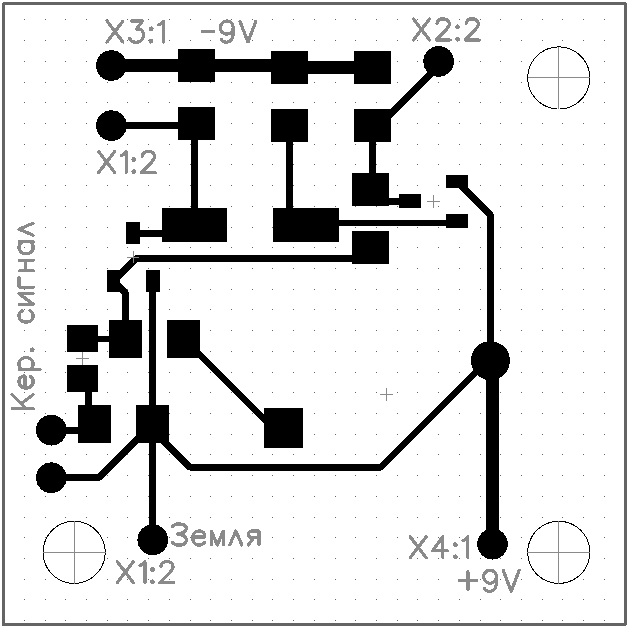 X3:1 -9V
X2:2
X1:2
Кер. сигнал
Земля
X1:2
X4:1
+9V